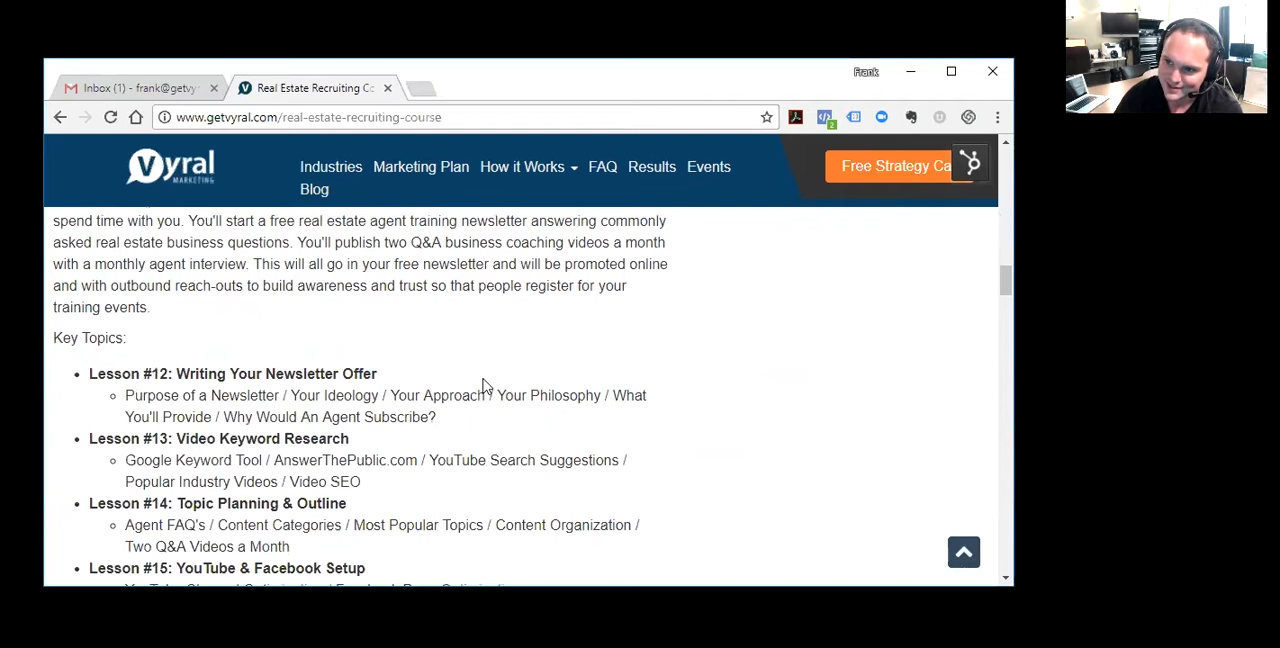 Frank
Inbox (1) - frank@getvy
Real Estate Recruiting Co
www.getvyral.com/real-estate-recruiting-course
2
Vyral
MARKETING
Industries Marketing Plan How it Works FAQ Results Events
Blog
Free Strategy Ca
spend time with you. You'll start a free real estate agent training newsletter answering commonly
asked real estate business questions. You'll publish two Q&A business coaching videos a month
with a monthly agent interview. This will all go in your free newsletter and will be promoted online
and with outbound reach-outs to build awareness and trust so that people register for your
training events.
Key Topics:
Lesson #12: Writing Your Newsletter Offer
Purpose of a Newsletter / Your Ideology / Your Approach / Your Philosophy / What
You'll Provide / Why Would An Agent Subscribe?
Lesson #13: Video Keyword Research
Google Keyword Tool / AnswerThePublic.com / YouTube Search Suggestions /
Popular Industry Videos / Video SEO
Lesson #14: Topic Planning & Outline
Agent FAQ's / Content Categories / Most Popular Topics / Content Organization /
Two Q&A Videos a Month
Lesson #15: YouTube & Facebook Setup